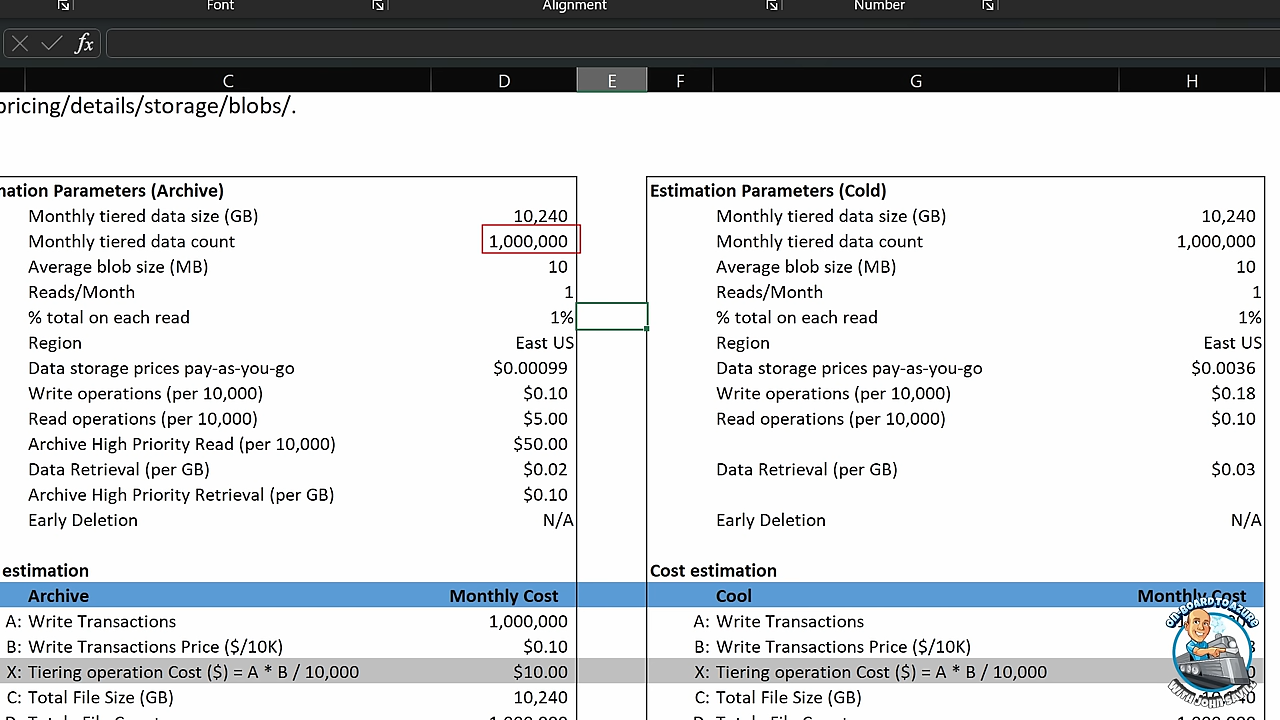 Font Alignment Number
fx
C D E F G H
pricing/details/storage/blobs/.
mation Parameters (Archive) Estimation Parameters (Cold)
Monthly tiered data size (GB) 10,240 Monthly tiered data size (GB) 10,240
Monthly tiered data count 1,000,000 Monthly tiered data count 1,000,000
Average blob size (MB) 10 Average blob size (MB) 10
Reads/Month 1 Reads/Month 1
% total on each read 1% % total on each read 1%
Region East US Region East US
Data storage prices pay-as-you-go $0.00099 Data storage prices pay-as-you-go $0.0036
Write operations (per 10,000) $0.10 Write operations (per 10,000) $0.18
Read operations (per 10,000) $5.00 Read operations (per 10,000) $0.10
Archive High Priority Read (per 10,000) $50.00
Data Retrieval (per GB) $0.02 Data Retrieval (per GB) $0.03
Archive High Priority Retrieval (per GB) $0.10
Early Deletion N/A Early Deletion N/A
estimation Cost estimation
Archive Monthly Cost Cool Monthly Cost
A: Write Transactions 1,000,000 A: Write Transactions
B: Write Transactions Price ($/10K) $0.10 B: Write Transactions Price ($/10K)
X: Tiering operation Cost ($) = A * B / 10,000 $10.00 X: Tiering operation Cost ($) = A * B / 10,000
C: Total File Size (GB) 10,240 C: Total File Size (GB)
ON-BOARD TO AZURE
WITH JOHN SAVILL